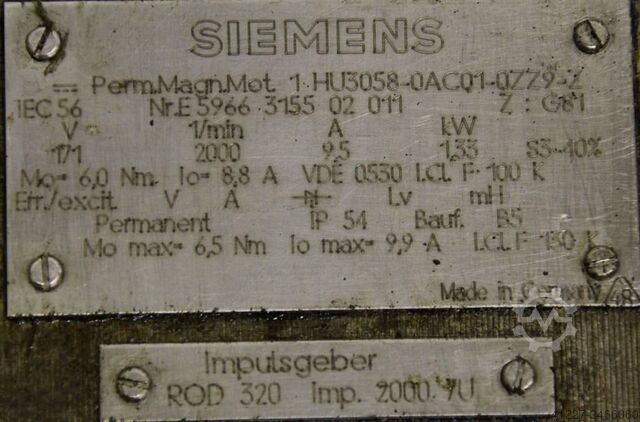 SIEMENS
Perm.Magn.Mot. 1 HU3058-0AC01-0ZZ9-Z
IEC 56 Nr.E 5966 3155 02 011 Z : G81
V 1/min A kW
171 2000 9,5 1,33 S3-40%
Mo= 6,0 Nm. Io= 8,8 A VDE 0530 I.Cl. F 100 K
Err./excit. V A N Lv mH
Permanent IP 54 Bauf. B5
Mo max= 6,5 Nm Io max= 9,9 A I.Cl. F 130 K
Made in Germany 48
Impulsgeber
ROD 320 Imp. 2000 /U